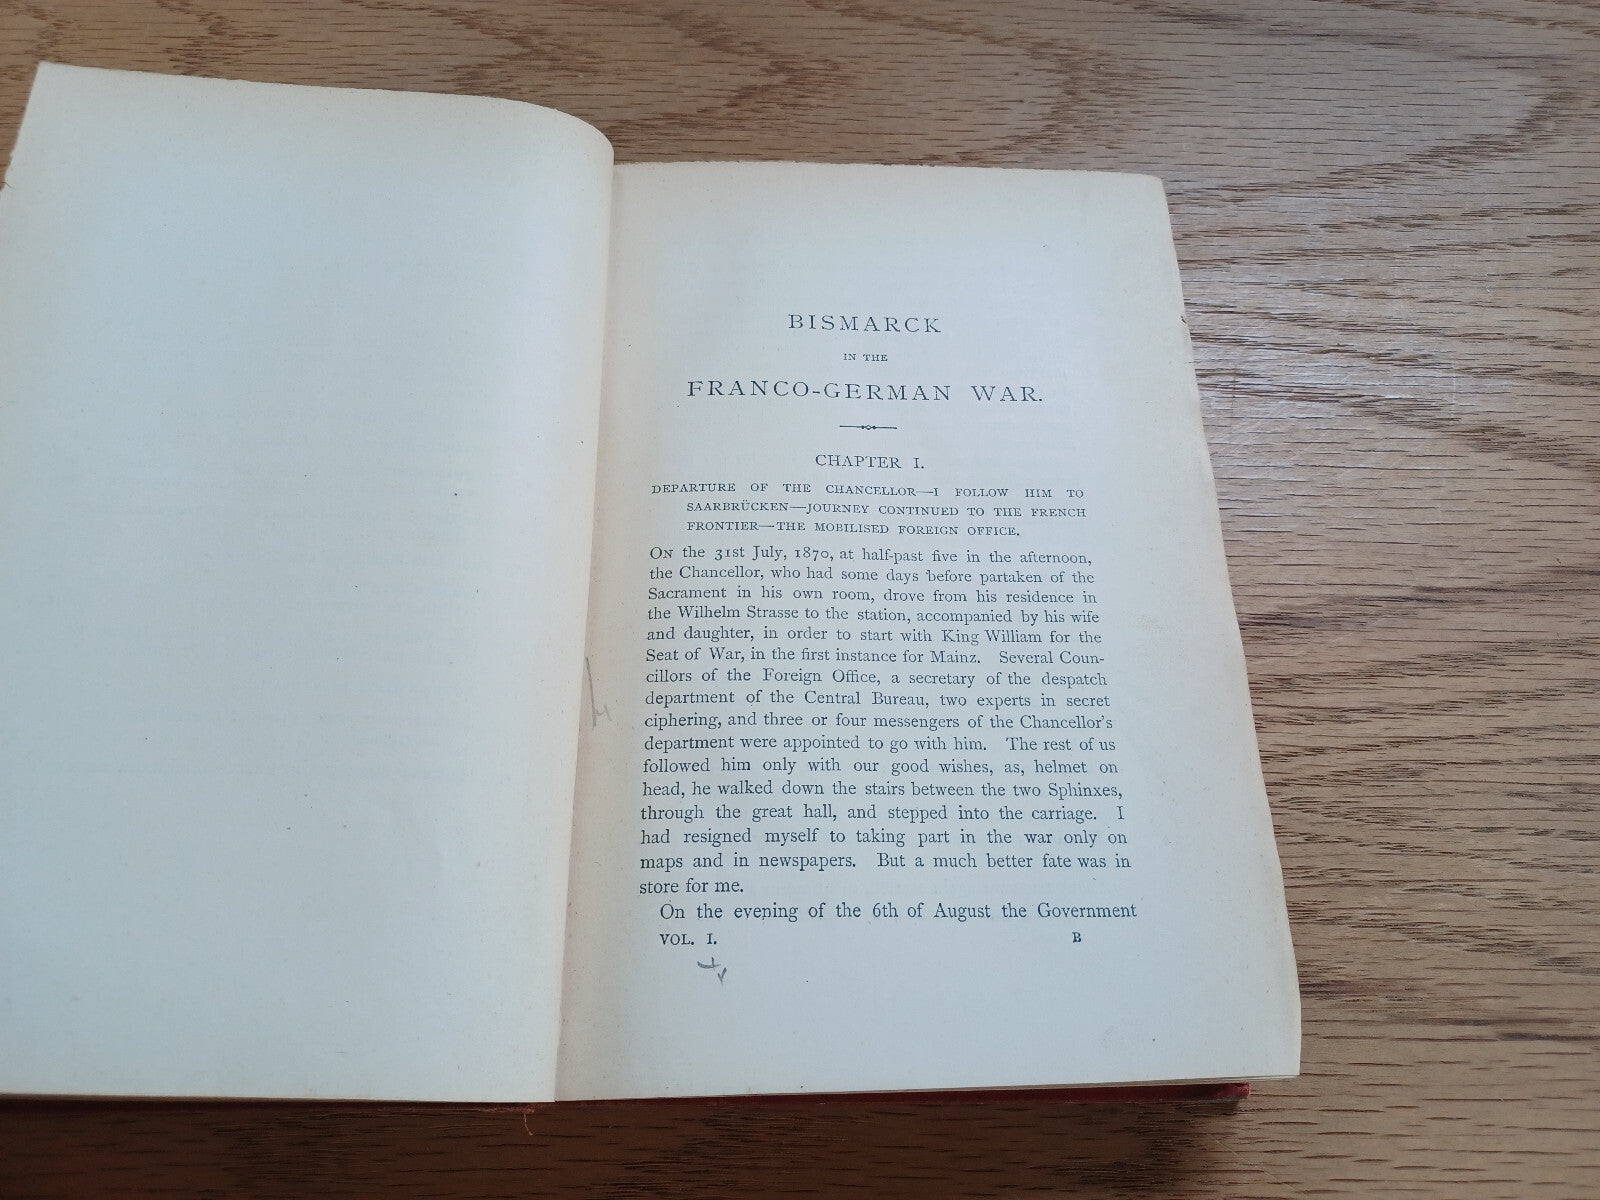 BISMARCK
IN THE
FRANCO-GERMAN WAR.
CHAPTER I.
DEPARTURE OF THE CHANCELLOR—I FOLLOW HIM TO
SAARBRÜCKEN—JOURNEY CONTINUED TO THE FRENCH
FRONTIER—THE MOBILISED FOREIGN OFFICE.
ON the 31st July, 1870, at half-past five in the afternoon,
the Chancellor, who had some days before partaken of the
Sacrament in his own room, drove from his residence in
the Wilhelm Strasse to the station, accompanied by his wife
and daughter, in order to start with King William for the
Seat of War, in the first instance for Mainz. Several Coun-
cillors of the Foreign Office, a secretary of the despatch
department of the Central Bureau, two experts in secret
ciphering, and three or four messengers of the Chancellor's
department were appointed to go with him. The rest of us
followed him only with our good wishes, as, helmet on
head, he walked down the stairs between the two Sphinxes,
through the great hall, and stepped into the carriage. I
had resigned myself to taking part in the war only on
maps and in newspapers. But a much better fate was in
store for me.
On the evening of the 6th of August the Government
VOL. I. B